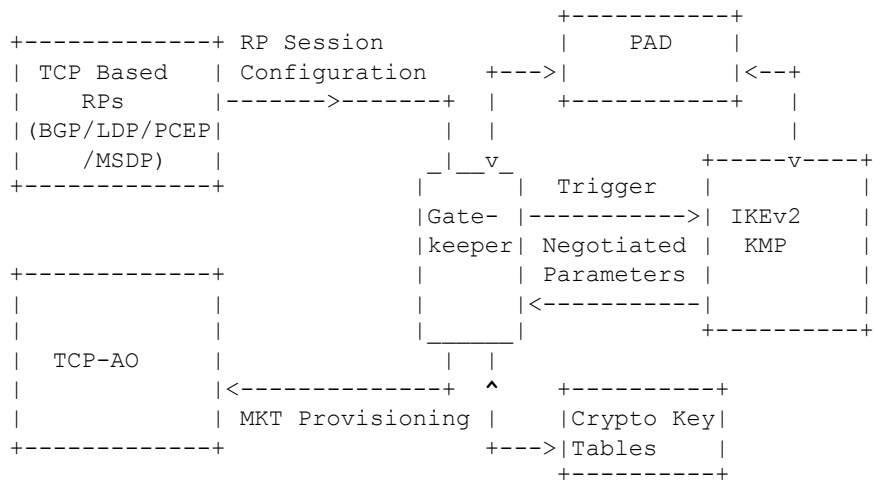 PAD
RP Session
TCP Based Configuration
RPs
(BGP/LDP/PCEP
/MSDP)
Trigger
Gate- IKEv2
keeper Negotiated KMP
Parameters
TCP-AO
MKT Provisioning Crypto Key
Tables